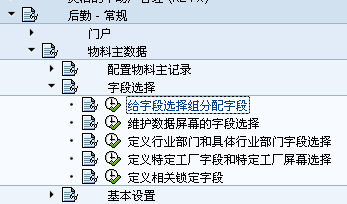 后勤 - 常规
门户
物料主数据
配置物料主记录
字段选择
给字段选择组分配字段
维护数据屏幕的字段选择
定义行业部门和具体行业部门字段选择
定义特定工厂字段和特定工厂屏幕选择
定义相关锁定字段
基本设置